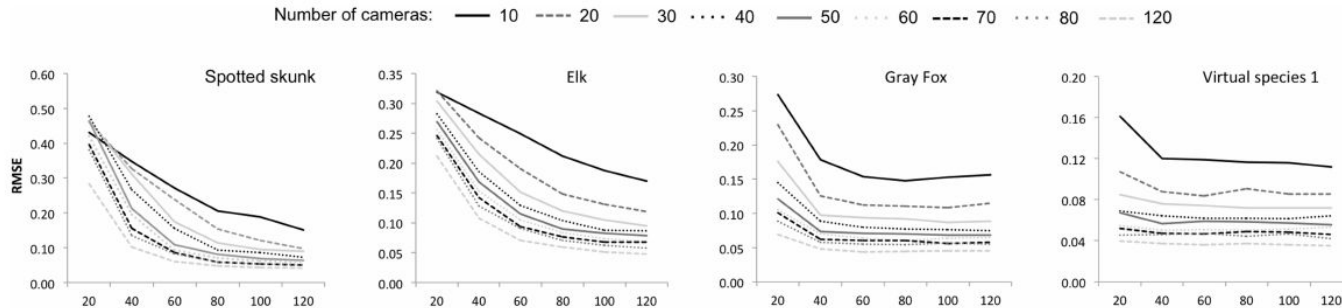 Number of cameras: 10 20 30 40 50 60 70 80 120
Spotted skunk
Elk
Gray Fox
Virtual species 1
RMSE
0.60
0.50
0.40
0.30
0.20
0.10
0.00
20 40 60 80 100 120
0.35
0.30
0.25
0.20
0.15
0.10
0.05
0.00
20 40 60 80 100 120
0.30
0.25
0.20
0.15
0.10
0.05
0.00
20 40 60 80 100 120
0.20
0.16
0.12
0.08
0.04
0.00
20 40 60 80 100 120